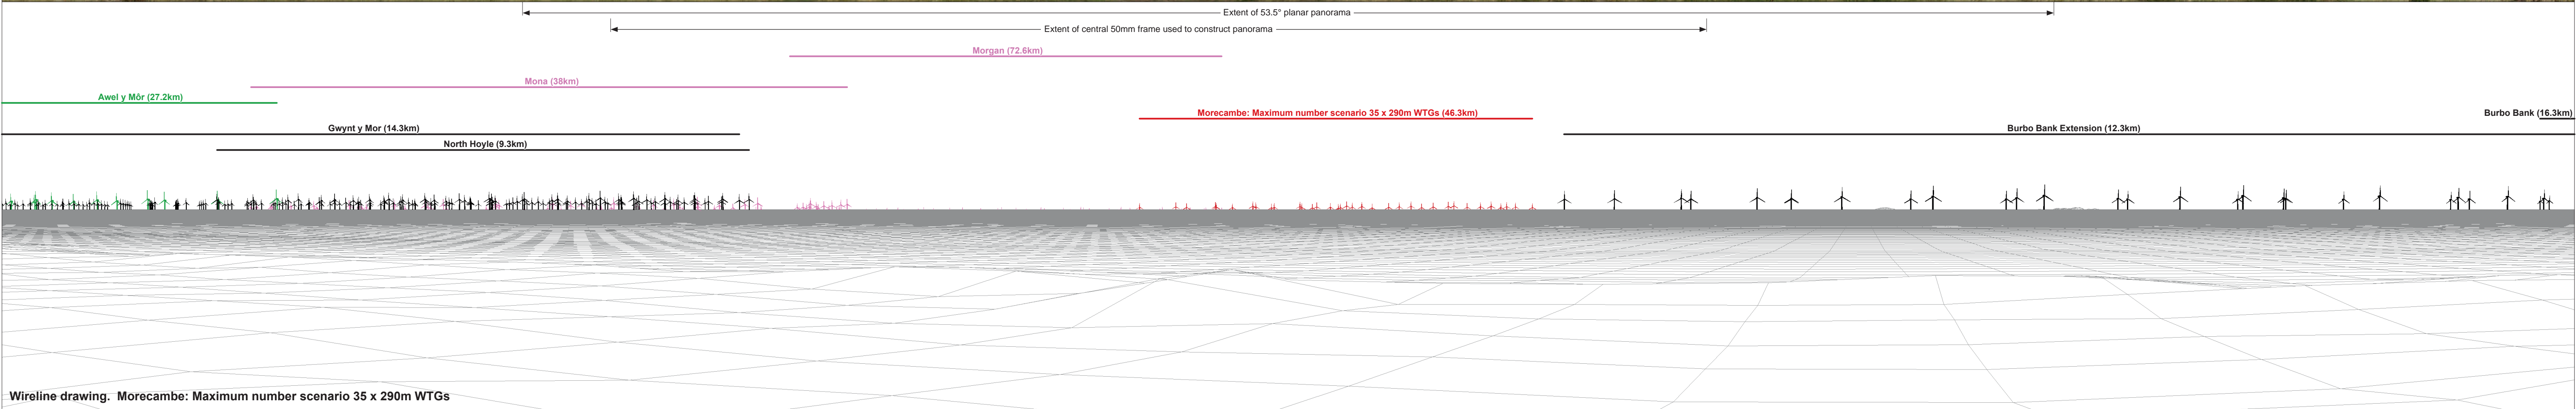 Extent of 53.5° planar panorama
Extent of central 50mm frame used to construct panorama
Morgan (72.6km)
Mona (38km)
Awel y Môr (27.2km)
Morecambe: Maximum number scenario 35 x 290m WTGs (46.3km)
Burbo Bank (16.3km)
Gwynt y Mor (14.3km)
Burbo Bank Extension (12.3km)
North Hoyle (9.3km)
Wireline drawing. Morecambe: Maximum number scenario 35 x 290m WTGs